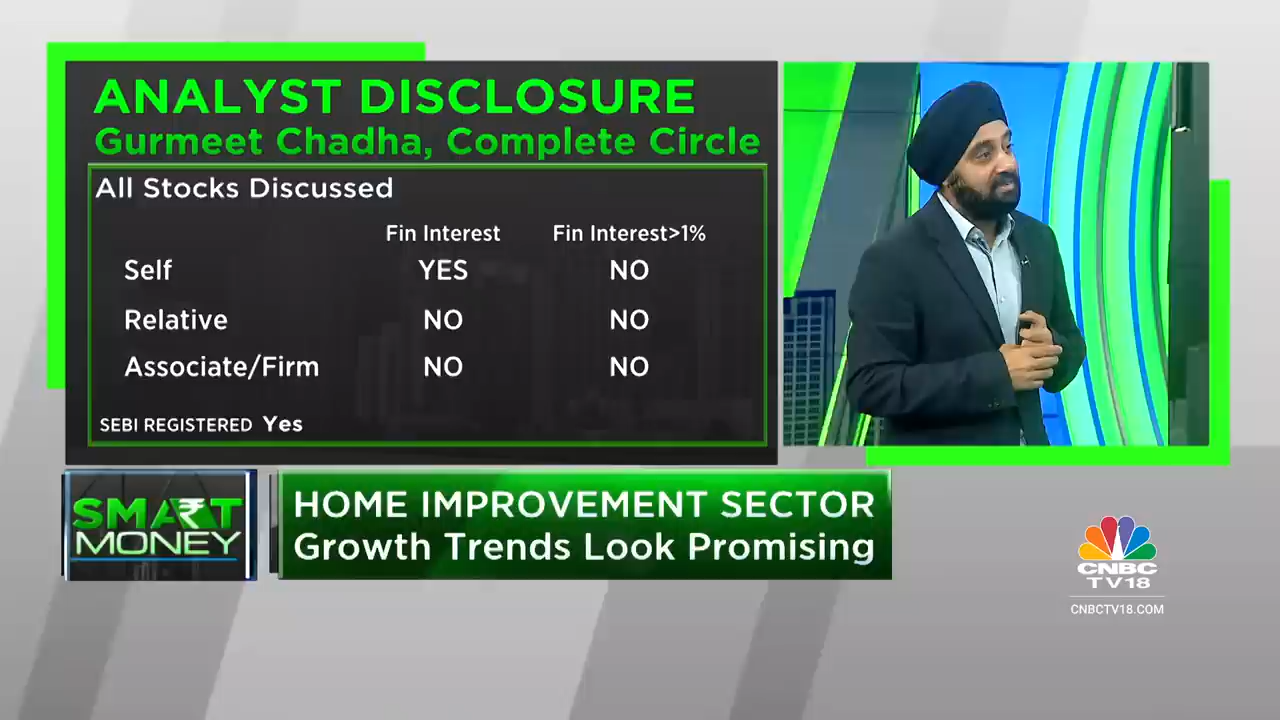 ANALYST DISCLOSURE
Gurmeet Chadha, Complete Circle
All Stocks Discussed
Fin Interest Fin Interest>1%
Self YES NO
Relative NO NO
Associate/Firm NO NO
SEBI REGISTERED Yes
SMA₹T
MONEY
HOME IMPROVEMENT SECTOR
Growth Trends Look Promising
CNBC
TV18
CNBCTV18.COM